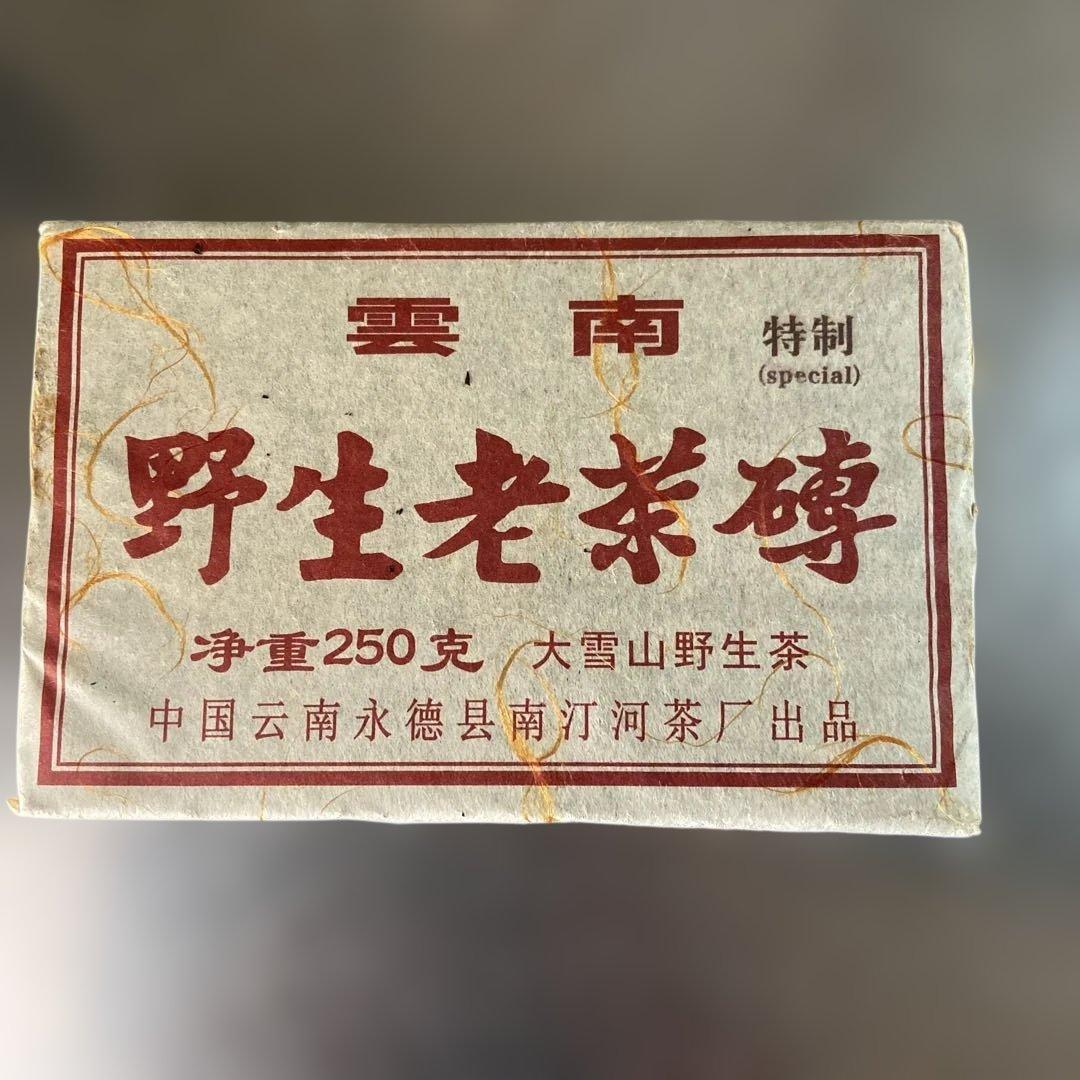 雲南
特制
(special)
野生老茶磚
净重250克 大雪山野生茶
中国云南永德县南汀河茶厂出品